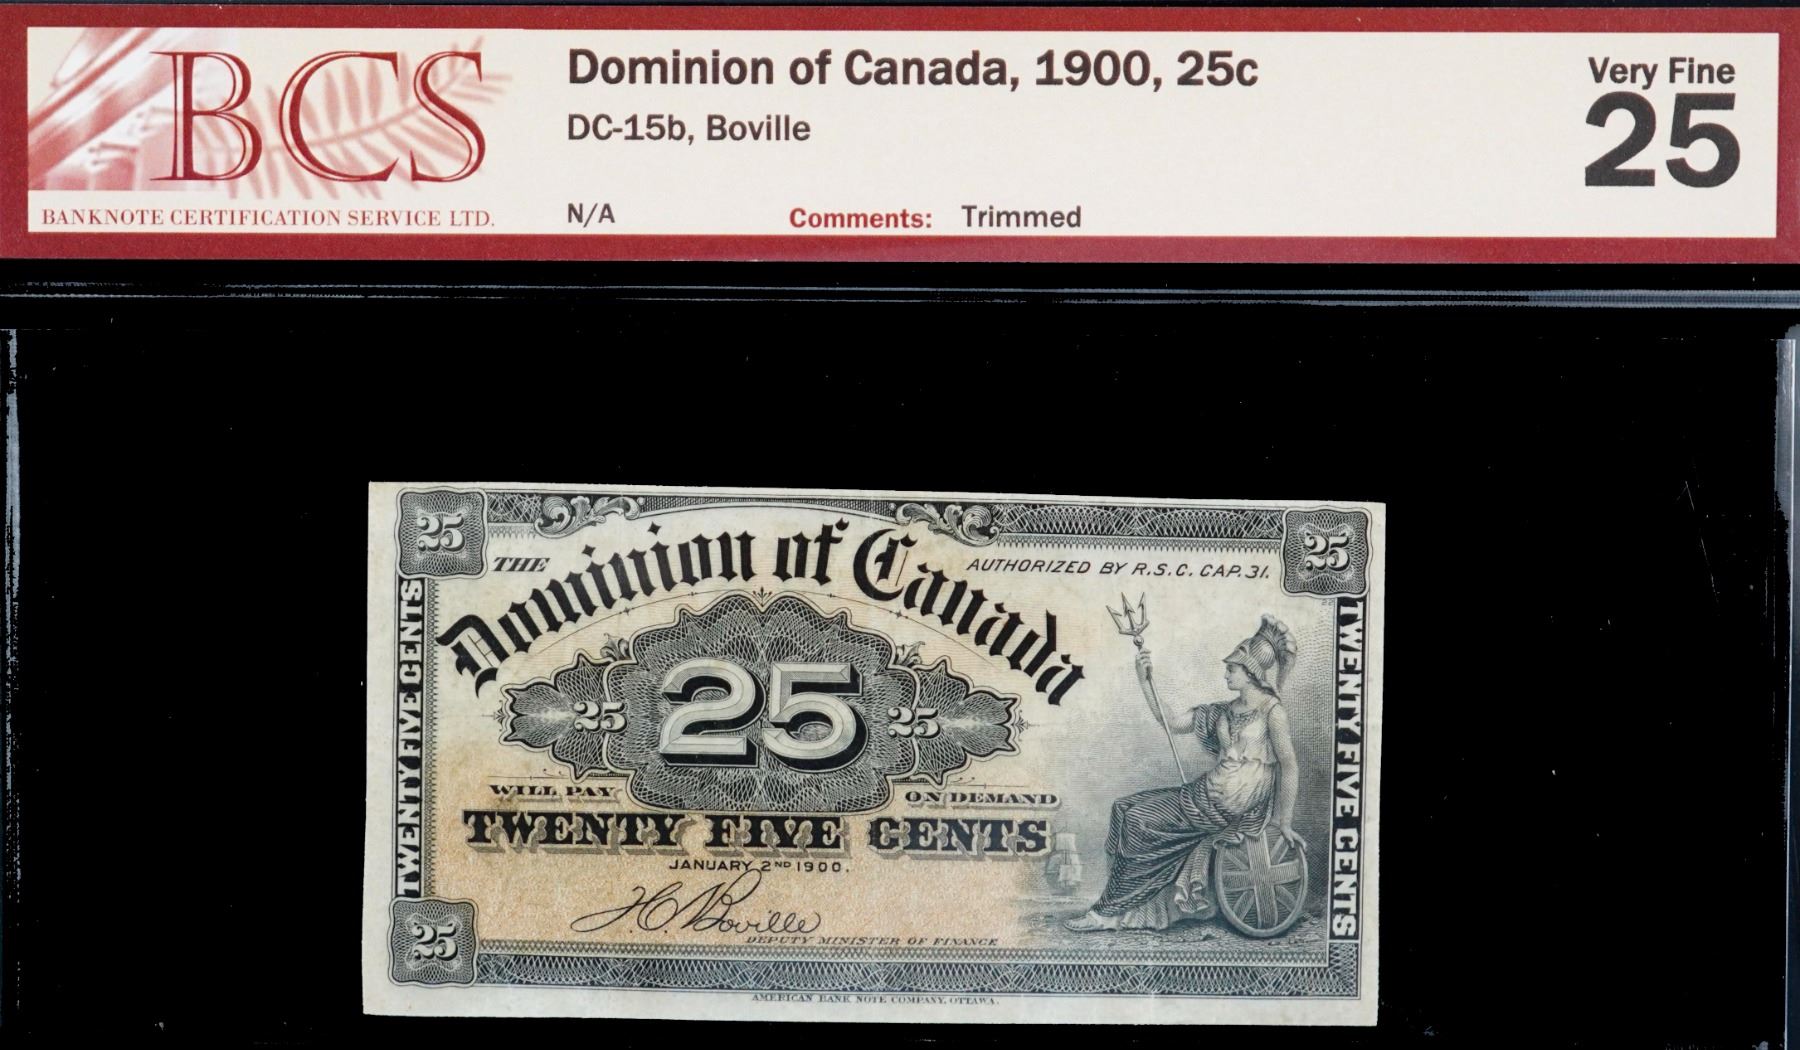 BCS
BANKNOTE CERTIFICATION SERVICE LTD.
Dominion of Canada, 1900, 25c
DC-15b, Boville
N/A
Comments: Trimmed
Very Fine
25
25
25
THE
Dominion of Canada
AUTHORIZED BY R.S.C. CAP. 31.
TWENTY FIVE CENTS
TWENTY FIVE CENTS
25
25
25
WILL PAY
ON DEMAND
TWENTY FIVE CENTS
JANUARY 2ND 1900.
H.C. Boville
DEPUTY MINISTER OF FINANCE
25
AMERICAN BANK NOTE COMPANY, OTTAWA.